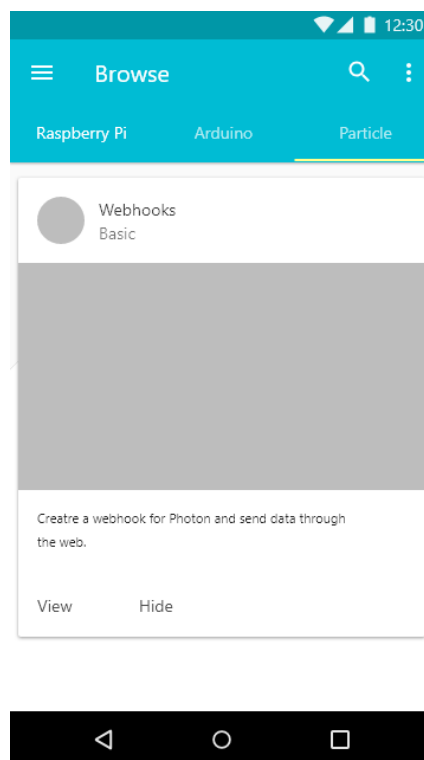 12:30
Browse
Raspberry Pi Arduino Particle
Webhooks
Basic
Creatre a webhook for Photon and send data through
the web.
View Hide